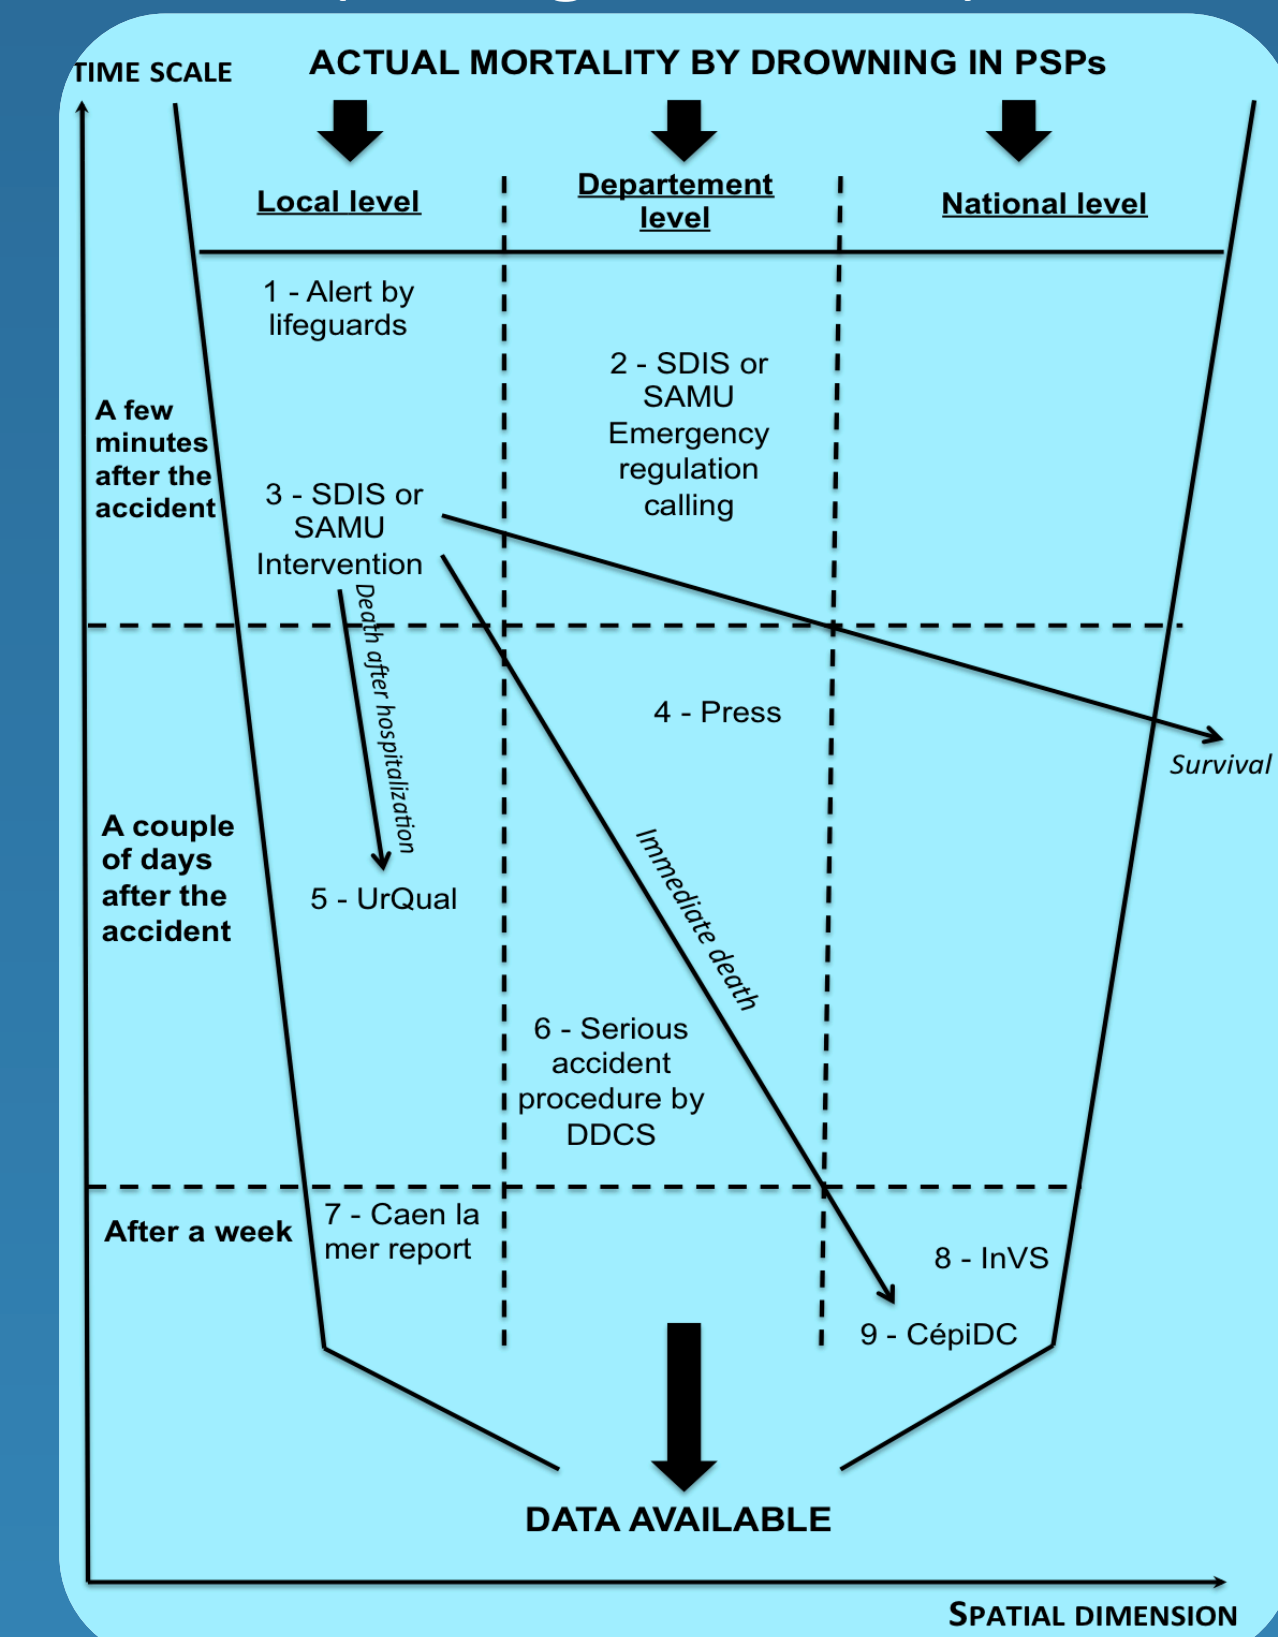 TIME SCALE
ACTUAL MORTALITY BY DROWNING IN PSPs
Local level
Departement
level
National level
A few
minutes
after the
accident
1 - Alert by
lifeguards
2 - SDIS or
SAMU
Emergency
regulation
calling
3 - SDIS or
SAMU
Intervention
Death after hospitalization
4 - Press
Survival
A couple
of days
after the
accident
5 - UrQual
Immediate death
6 - Serious
accident
procedure by
DDCS
After a week
7 - Caen la
mer report
8 - InVS
9 - CépiDC
DATA AVAILABLE
SPATIAL DIMENSION